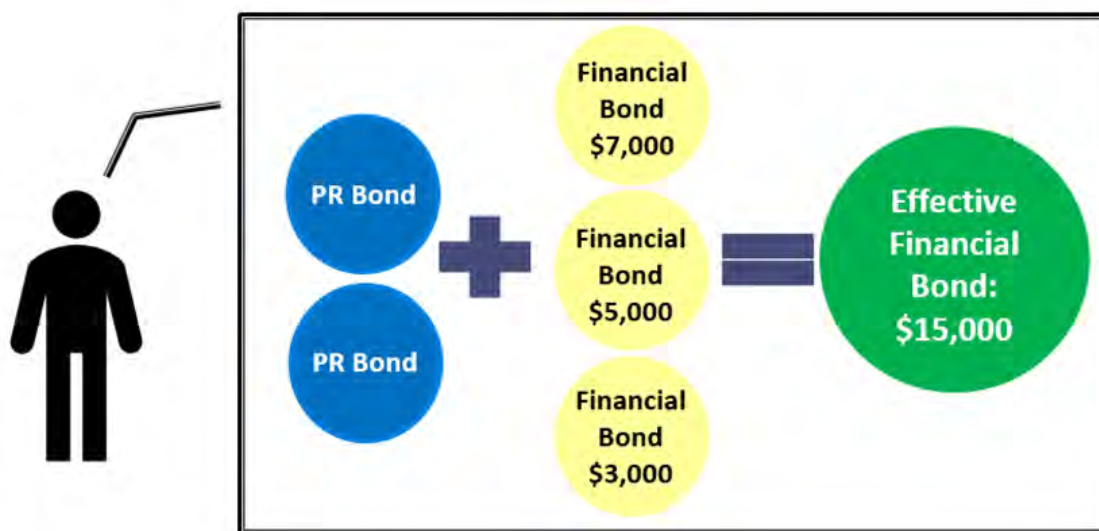 PR Bond
PR Bond
Financial
Bond
$7,000
Financial
Bond
$5,000
Financial
Bond
$3,000
Effective
Financial
Bond:
$15,000